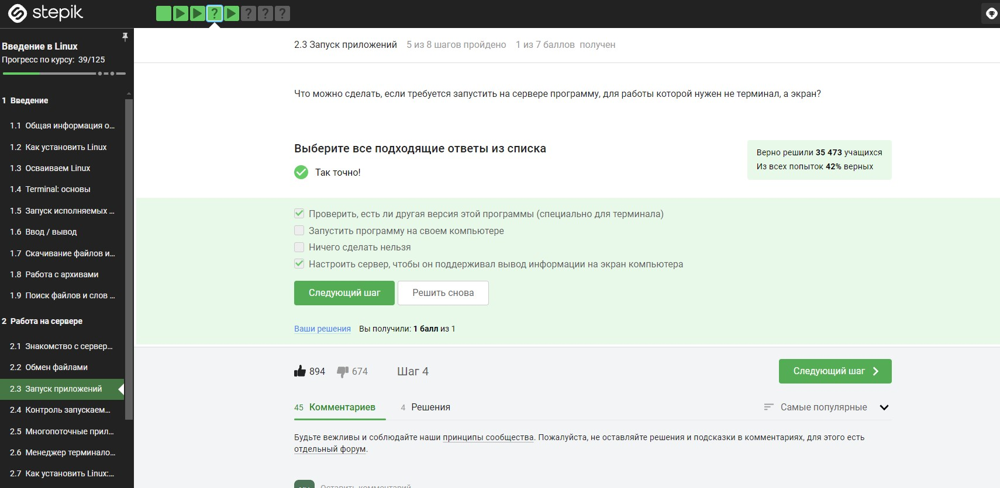 stepik
? ? ? ?
Введение в Linux
Прогресс по курсу: 39/125
1 Введение
1.1 Общая информация о...
1.2 Как установить Linux
1.3 Осваиваем Linux
1.4 Terminal: основы
1.5 Запуск исполняемых ...
1.6 Ввод / вывод
1.7 Скачивание файлов и...
1.8 Работа с архивами
1.9 Поиск файлов и слов ...
2 Работа на сервере
2.1 Знакомство с сервер...
2.2 Обмен файлами
2.3 Запуск приложений
2.4 Контроль запускаем...
2.5 Многопоточные прил...
2.6 Менеджер терминало...
2.7 Как установить Linux:...
2.3 Запуск приложений 5 из 8 шагов пройдено 1 из 7 баллов получен
Что можно сделать, если требуется запустить на сервере программу, для работы которой нужен не терминал, а экран?
Выберите все подходящие ответы из списка
Так точно!
Верно решили 35 473 учащихся
Из всех попыток 42% верных
Проверить, есть ли другая версия этой программы (специально для терминала)
Запустить программу на своем компьютере
Ничего сделать нельзя
Настроить сервер, чтобы он поддерживал вывод информации на экран компьютера
Следующий шаг Решить снова
Ваши решения Вы получили: 1 балл из 1
894 674 Шаг 4 Следующий шаг
45 Комментариев 4 Решения Самые популярные
Будьте вежливы и соблюдайте наши принципы сообщества. Пожалуйста, не оставляйте решения и подсказки в комментариях, для этого есть
отдельный форум.
Оставить комментарий